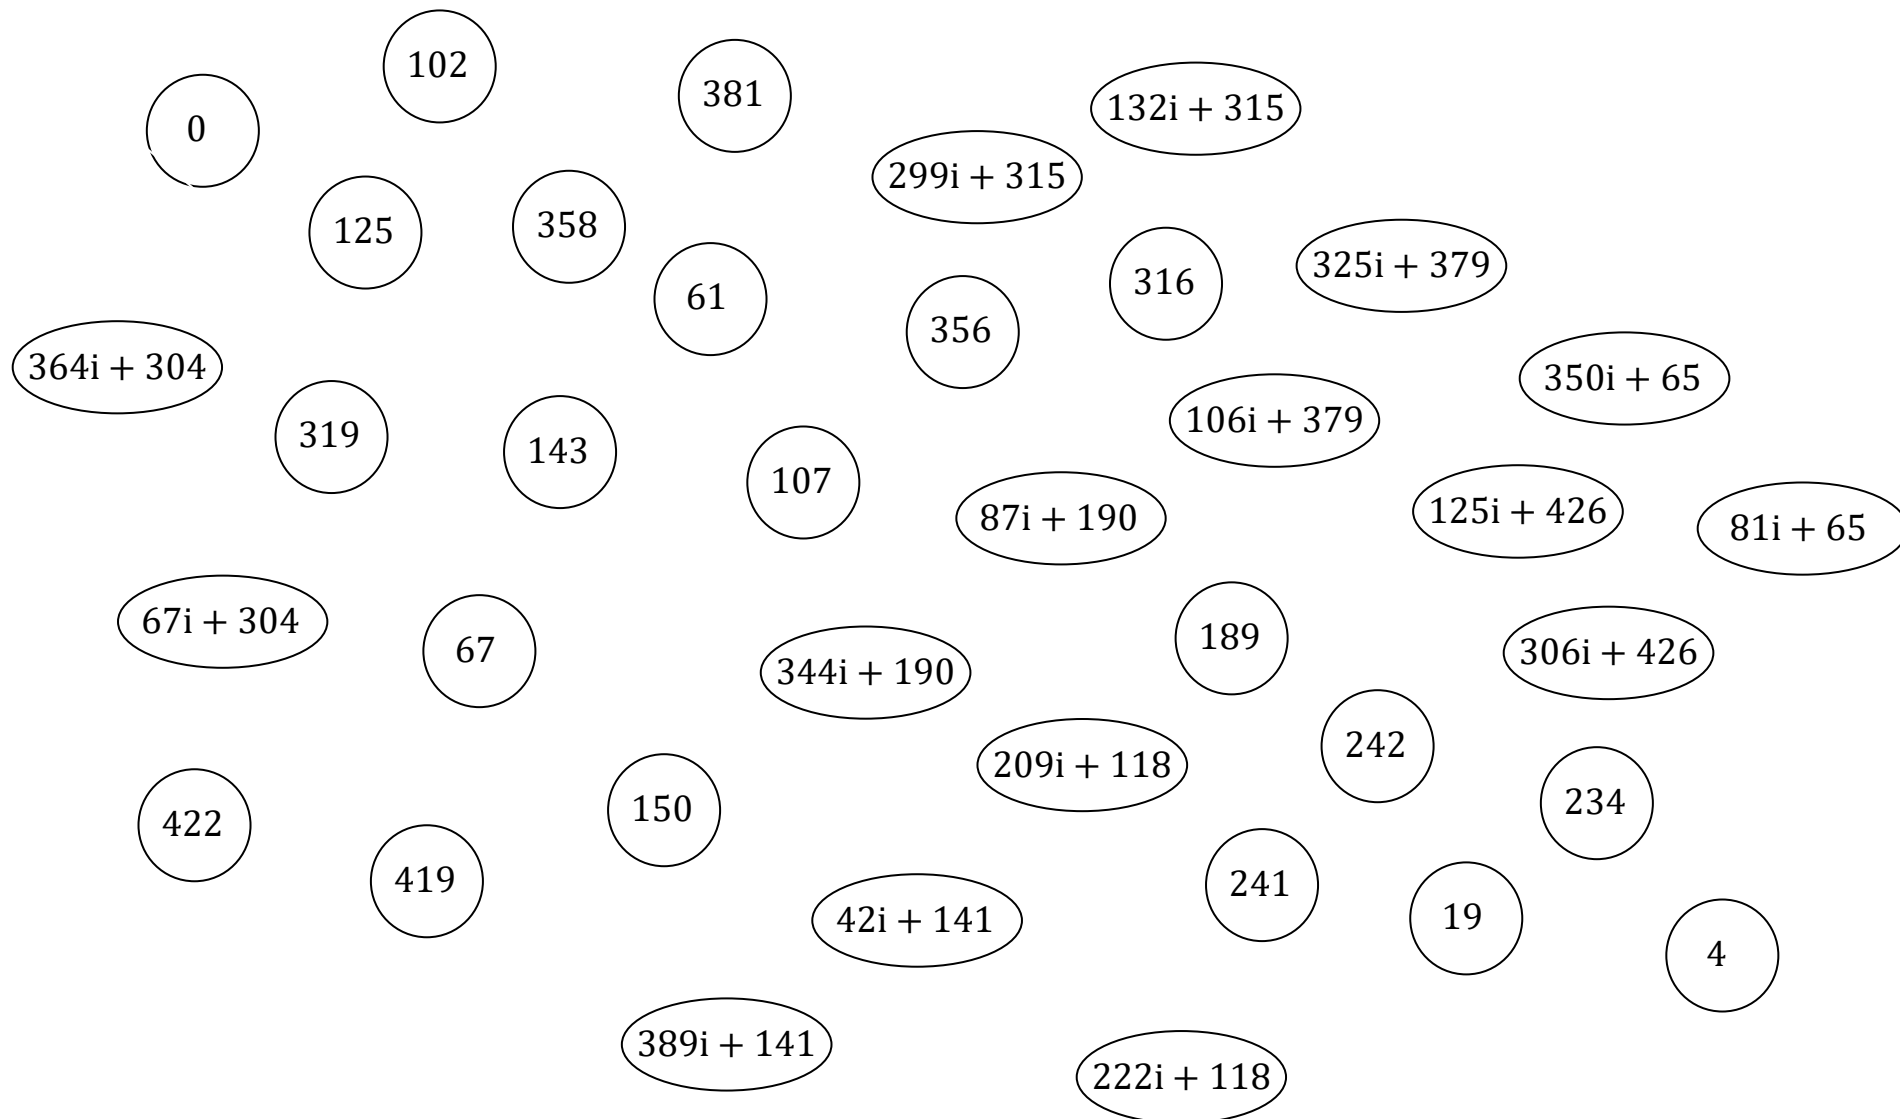 102
381
132i + 315
0
299i + 315
125
358
325i + 379
316
61
356
364i + 304
350i + 65
106i + 379
319
143
107
87i + 190
125i + 426
81i + 65
67i + 304
67
189
306i + 426
344i + 190
242
209i + 118
150
234
422
419
241
42i + 141
19
4
389i + 141
222i + 118